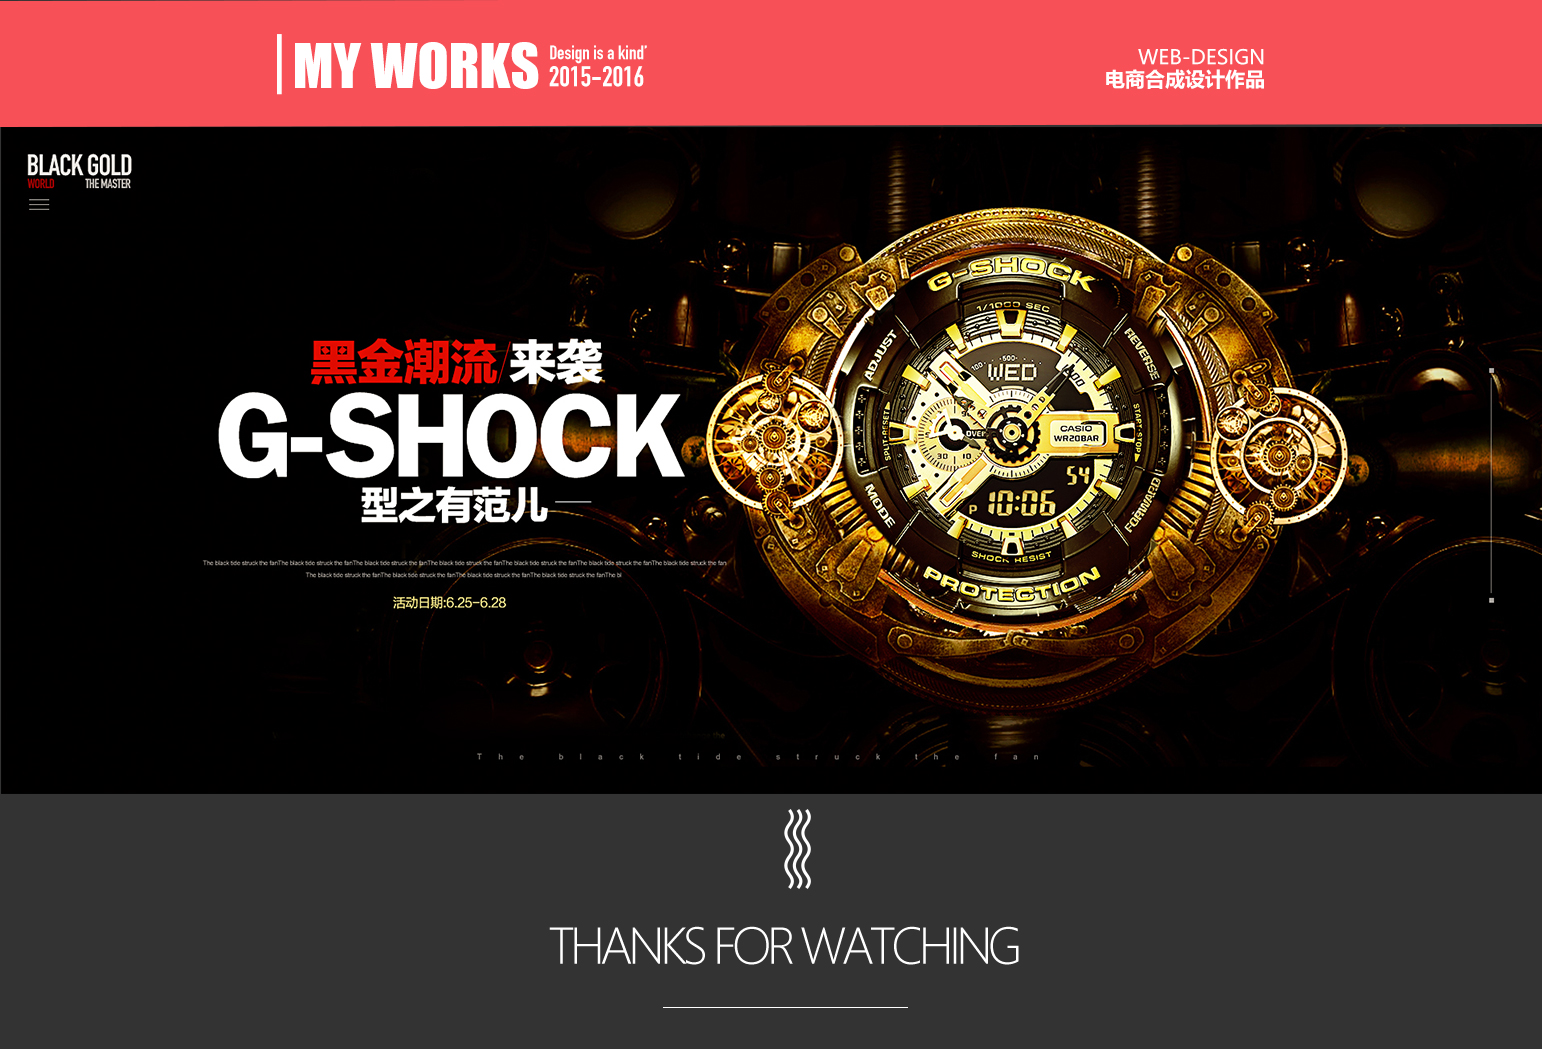 MY WORKS
Design is a kind'
2015-2016
WEB-DESIGN
电商合成设计作品
BLACK GOLD
WORLD THE MASTER
黑金潮流/来袭
G-SHOCK
型之有范儿
The black tide struck the fanThe black tide struck the fanThe black tide struck the fanThe black tide struck the fanThe black tide struck the fanThe black tide struck the fanThe black tide struck the fan
The black tide struck the fanThe black tide struck the fanThe black tide struck the fanThe black tide struck the fanThe bl
活动日期:6.25-6.28
G-SHOCK
1/1000 SEC
ADJUST
REVERSE
100
500
WED
SPLIT-RESET
START STOP
OVER
CASIO
WR20BAR
30 10
54
P 10:06
MODE
FORWARD
SHOCK RESIST
PROTECTION
The black tide struck the fan
THANKS FOR WATCHING